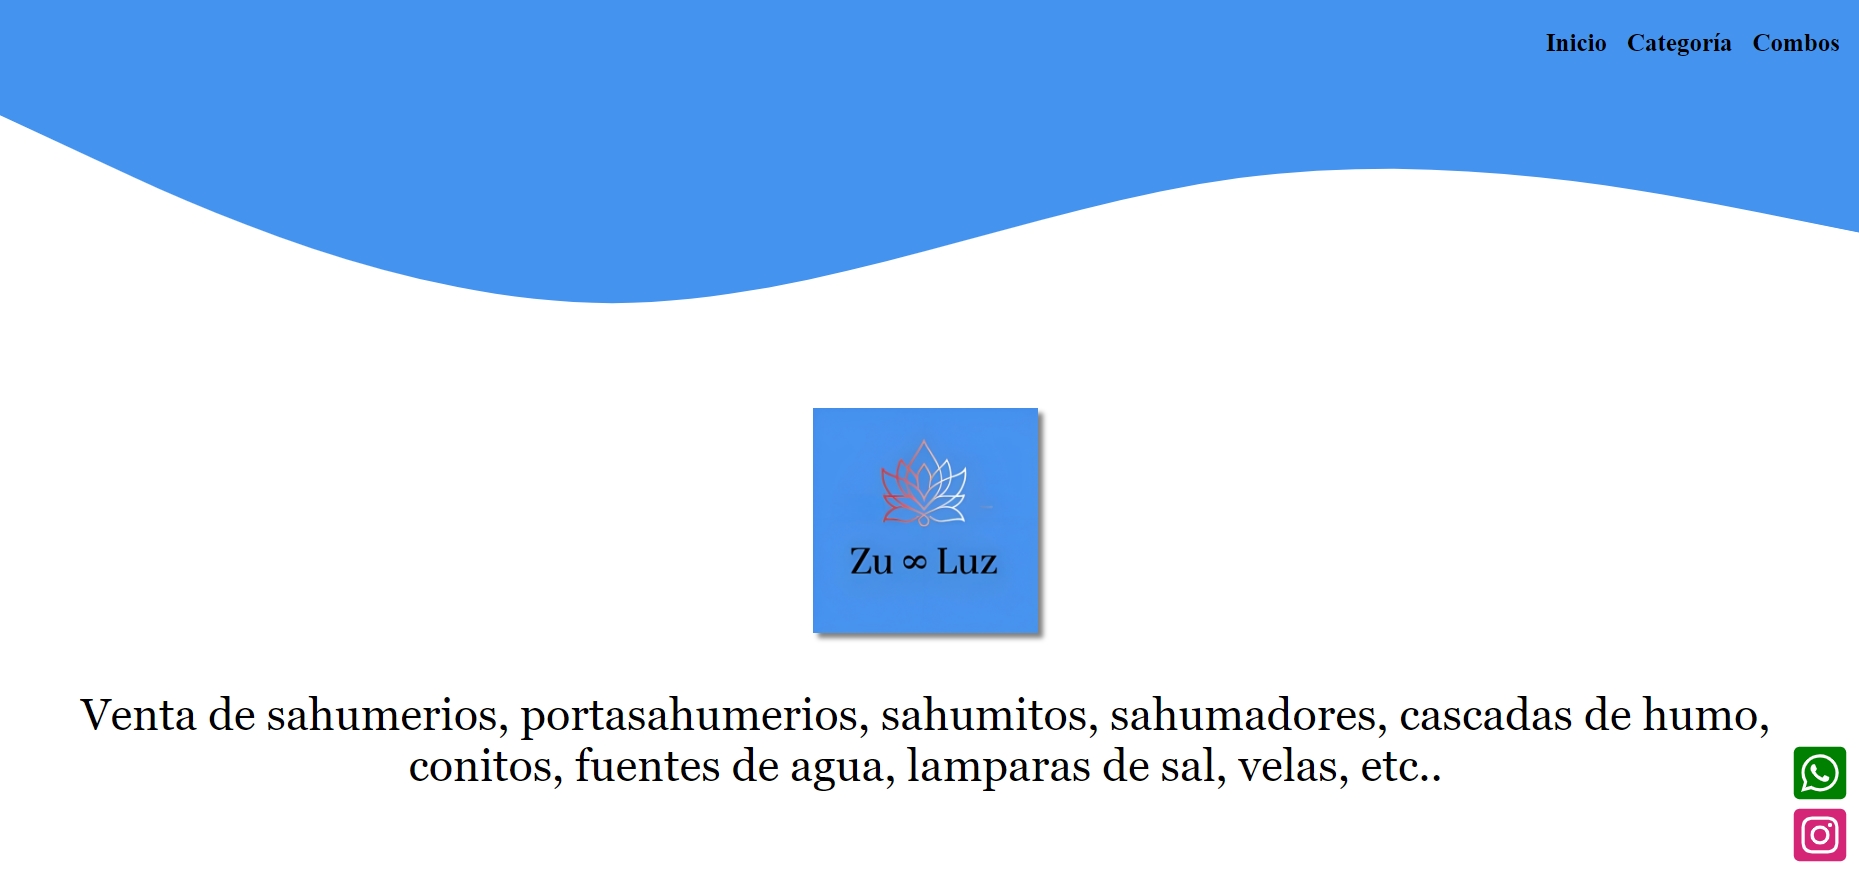 Inicio Categoría Combos
Zu ∞ Luz
Venta de sahumerios, portasahumerios, sahumitos, sahumadores, cascadas de humo,
conitos, fuentes de agua, lamparas de sal, velas, etc..